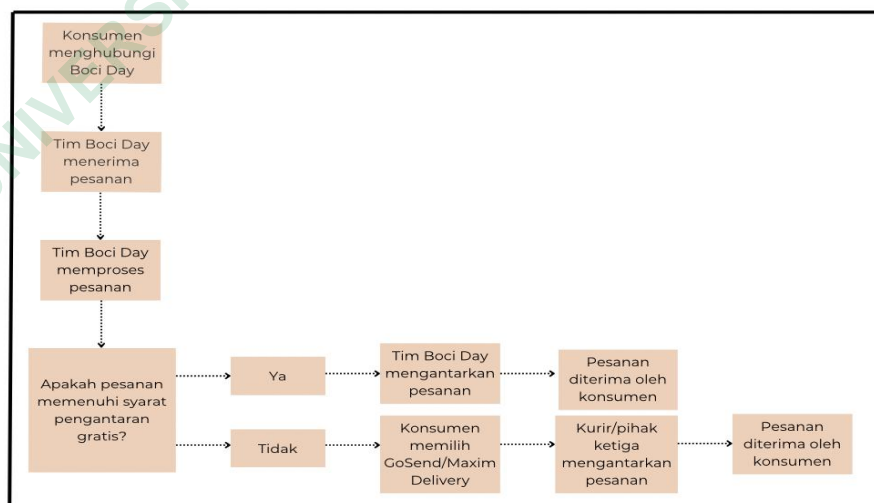 Konsumen
menghubungi
Boci Day
Tim Boci Day
menerima
pesanan
Tim Boci Day
memproses
pesanan
Apakah pesanan
memenuhi syarat
pengantaran
gratis?
Ya
Tim Boci Day
mengantarkan
pesanan
Pesanan
diterima oleh
konsumen
Tidak
Konsumen
memilih
GoSend/Maxim
Delivery
Kurir/pihak
ketiga
mengantarkan
pesanan
Pesanan
diterima oleh
konsumen